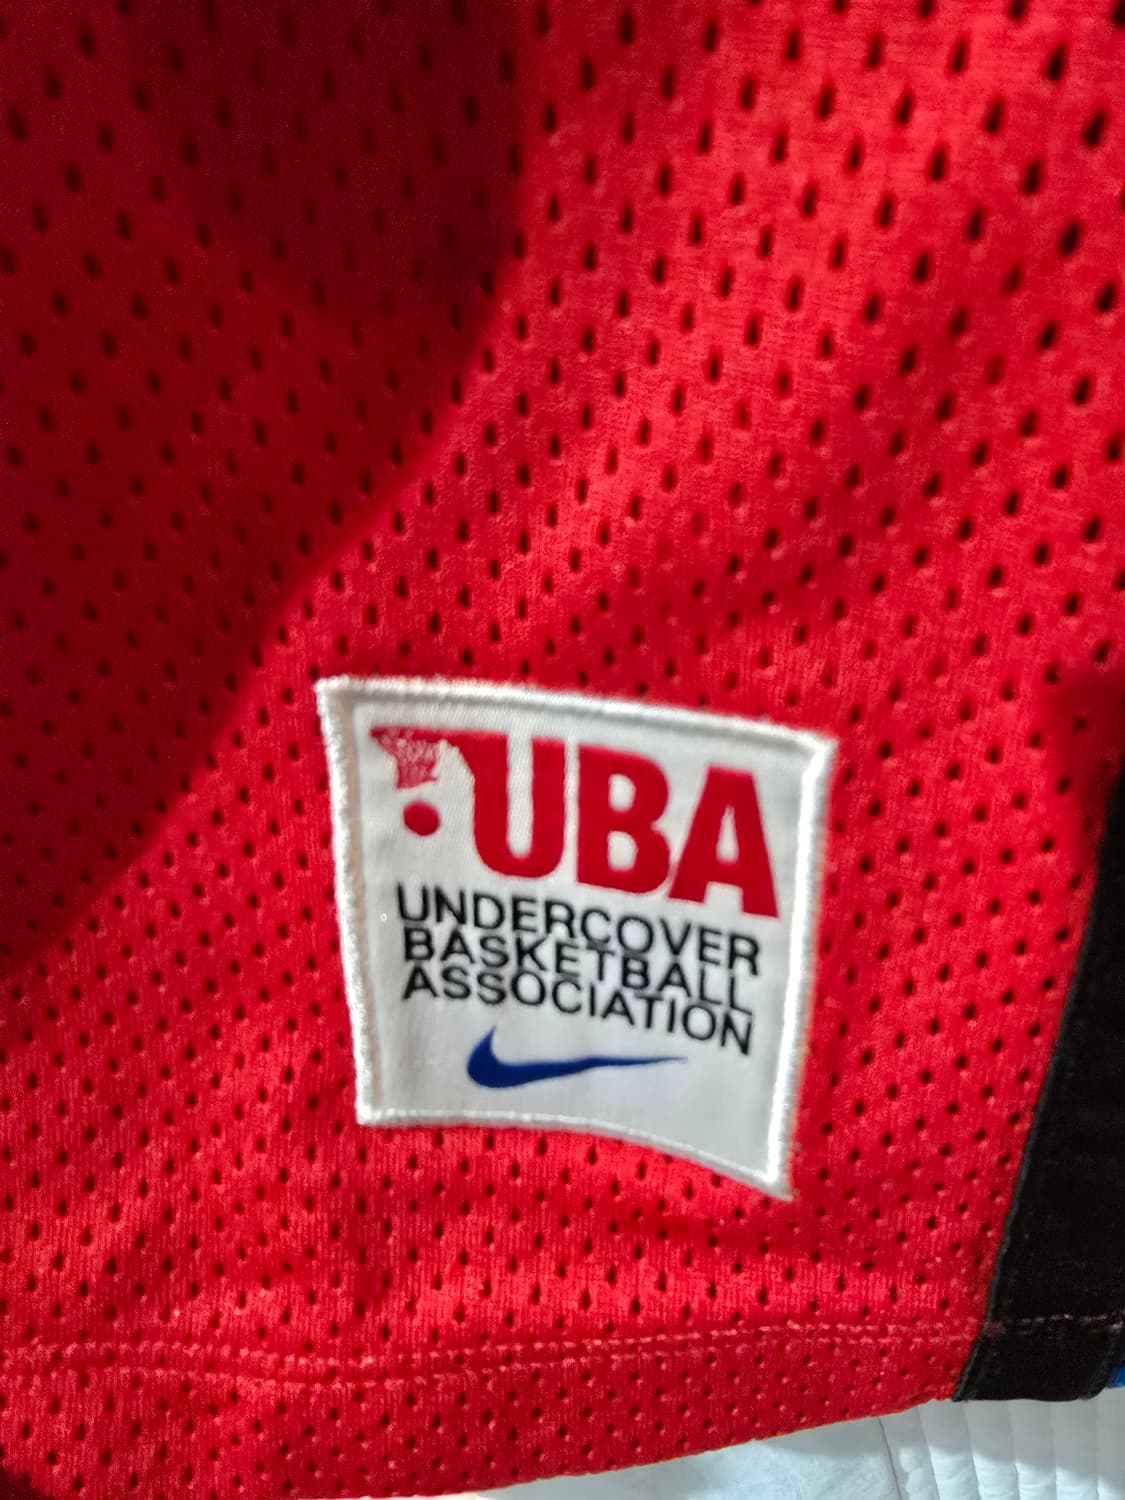 UBA
UNDERCOVER
BASKETBALL
ASSOCIATION